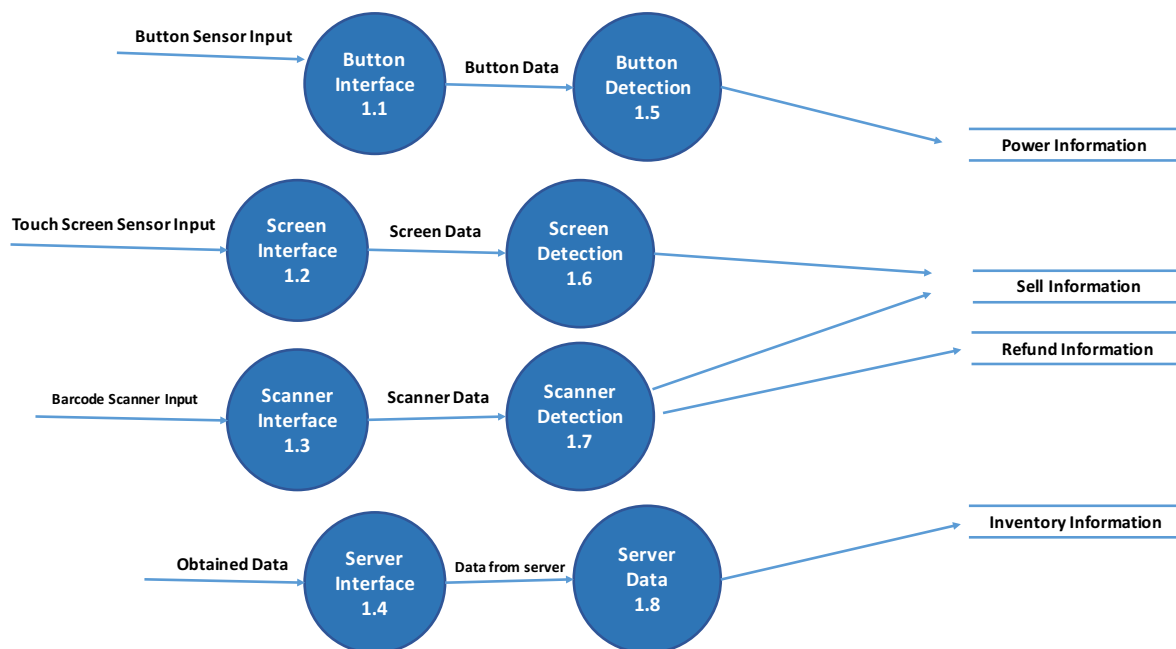 Button Sensor Input
Button
Interface
1.1
Button Data
Button
Detection
1.5
Power Information
Touch Screen Sensor Input
Screen
Interface
1.2
Screen Data
Screen
Detection
1.6
Sell Information
Refund Information
Barcode Scanner Input
Scanner
Interface
1.3
Scanner Data
Scanner
Detection
1.7
Inventory Information
Obtained Data
Server
Interface
1.4
Data from server
Server
Data
1.8